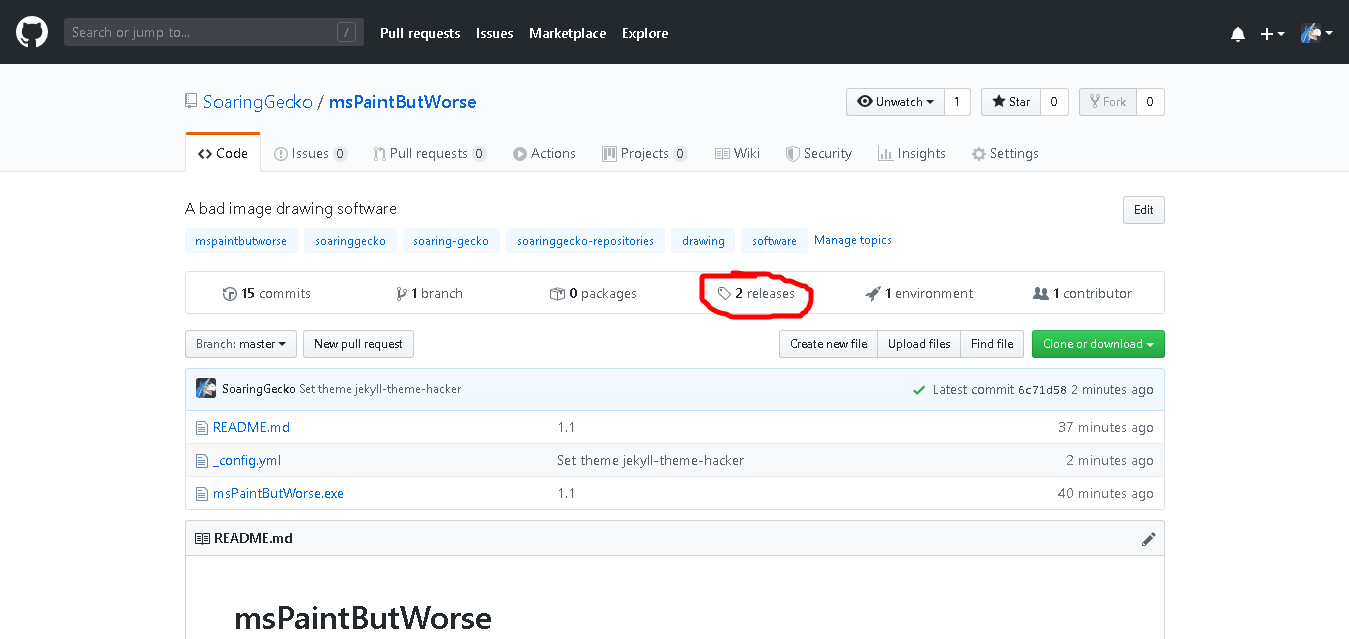 Search or jump to... / Pull requests Issues Marketplace Explore
SoaringGecko / msPaintButWorse Unwatch 1 Star 0 Fork 0
Code Issues 0 Pull requests 0 Actions Projects 0 Wiki Security Insights Settings
A bad image drawing software Edit
mspaintbutworse soaringgecko soaring-gecko soaringgecko-repositories drawing software Manage topics
15 commits 1 branch 0 packages 2 releases 1 environment 1 contributor
Branch: master New pull request Create new file Upload files Find file Clone or download
SoaringGecko Set theme jekyll-theme-hacker Latest commit 6c71d58 2 minutes ago
README.md 1.1 37 minutes ago
_config.yml Set theme jekyll-theme-hacker 2 minutes ago
msPaintButWorse.exe 1.1 40 minutes ago
README.md
msPaintButWorse